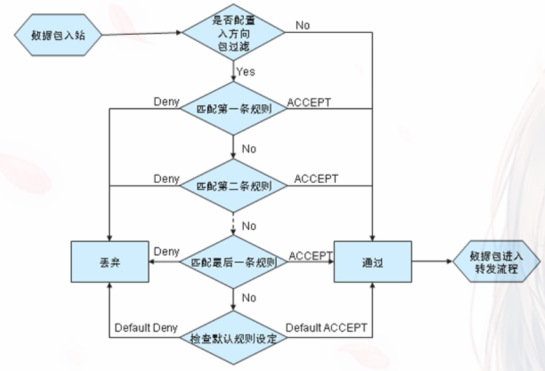 数据包入站
是否配置
入方向
包过滤
No
Yes
Deny
匹配第一条规则
ACCEPT
No
Deny
匹配第二条规则
ACCEPT
No
丢弃
Deny
匹配最后一条规则
ACCEPT
通过
数据包进入
转发流程
No
Default Deny
检查默认规则设定
Default ACCEPT